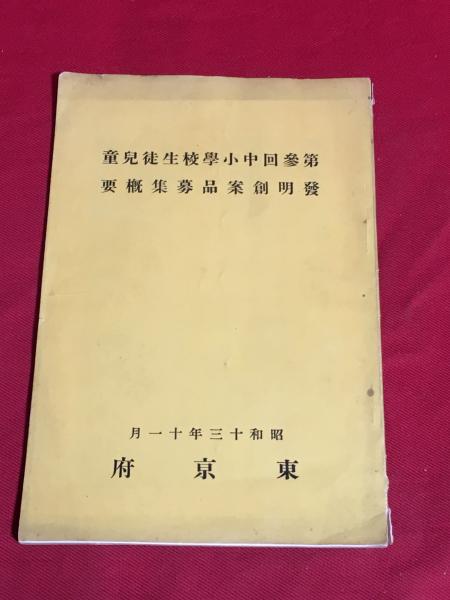 第參回中小學校生徒兒童
發明創案品募集概要
昭和十三年十一月
東京府